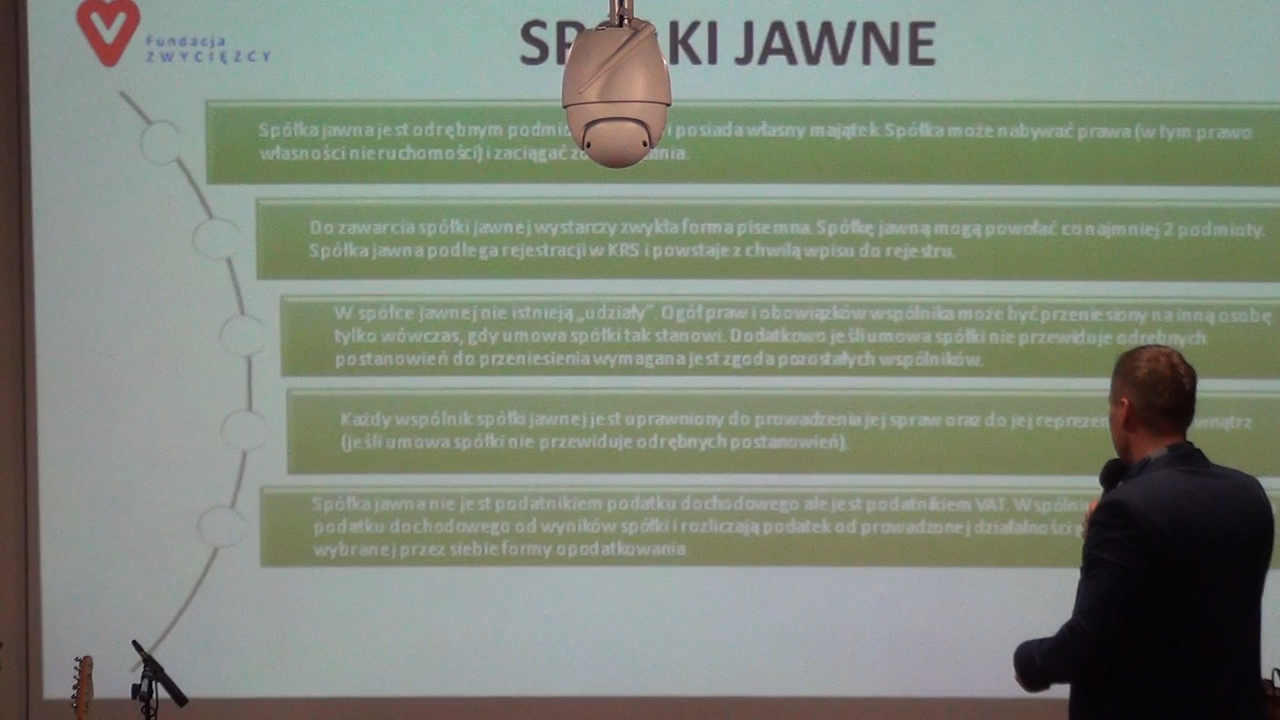 Fundacja
ZWYCIĘZCY
KI JAWNE
Spółka jawna jest odrębnym i posiada własny majątek. Spółka może nabywać prawa (w tym prawo
własności nieruchomości) i zaciągać
Do zawarcia spółki jawnej wystarczy zwykła forma pisemna. Spółkę jawną mogą powołać co najmniej 2 podmioty.
Spółka jawna podlega rejestracji w KRS i powstaje z chwilą wpisu do rejestru.
W spółce jawnej nie istnieją „udziały”. Ogół praw i obowiązków wspólnika może być przeniesiony na inną osobę
tylko wówczas, gdy umowa spółki tak stanowi. Dodatkowo jeśli umowa spółki nie przewiduje odrębnych
postanowień do przeniesienia wymagana jest zgoda pozostałych wspólników.
Każdy wspólnik spółki jawnej jest uprawniony do prowadzenia jej spraw oraz do jej
(jeśli umowa spółki nie przewiduje odrębnych postanowień).
Spółka jawna nie jest podatnikiem podatku dochodowego ale jest podatnikiem VAT.
podatku dochodowego od wyników spółki i rozliczają podatek od prowadzonej działalności
wybranej przez siebie formy opodatkowania